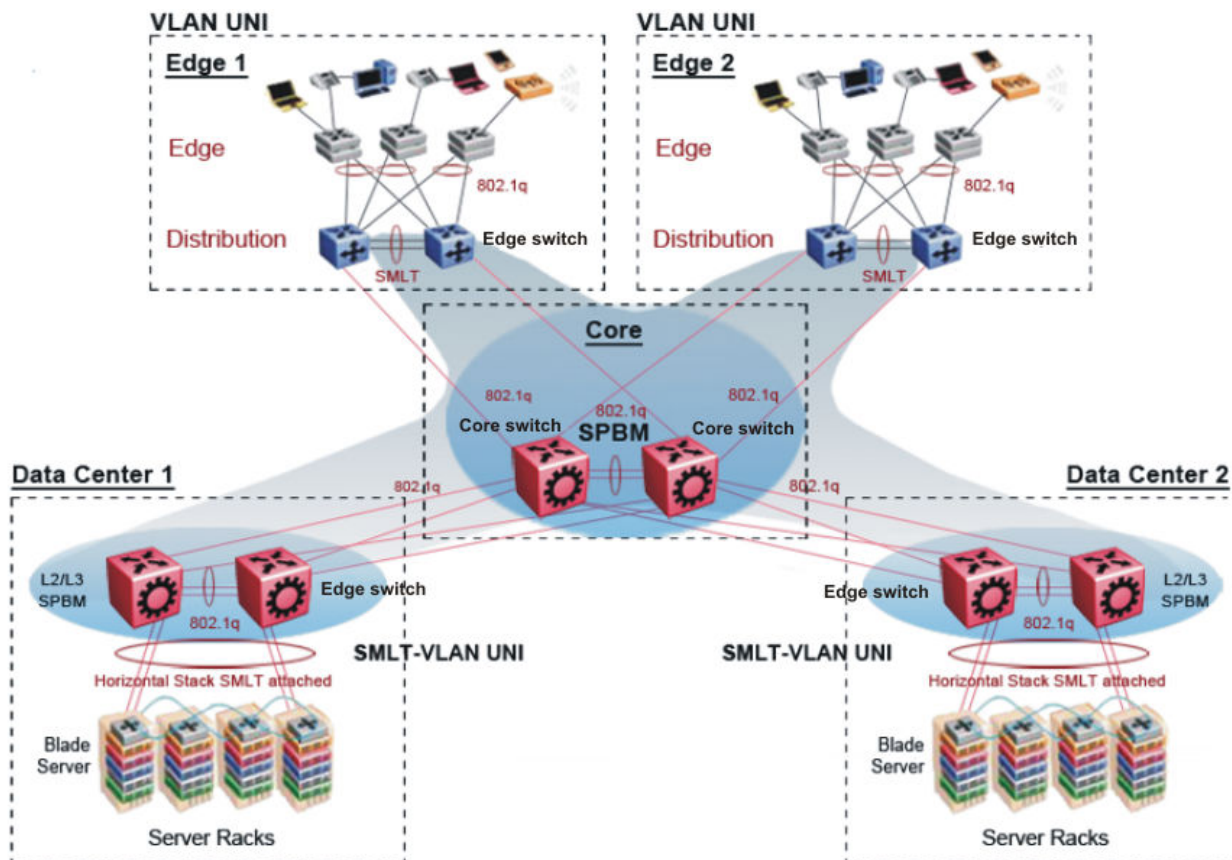 VLAN UNI
Edge 1
Edge
802.1q
Distribution
Edge switch
SMLT
VLAN UNI
Edge 2
Edge
802.1q
Distribution
Edge switch
SMLT
Core
802.1q
802.1q
802.1q
Core switch
SPBM
Core switch
Data Center 1
802.1q
L2/L3
SPBM
Edge switch
802.1q
SMLT-VLAN UNI
Horizontal Stack SMLT attached
Blade
Server
Server Racks
Data Center 2
802.1q
Edge switch
L2/L3
SPBM
802.1q
SMLT-VLAN UNI
Horizontal Stack SMLT attached
Blade
Server
Server Racks